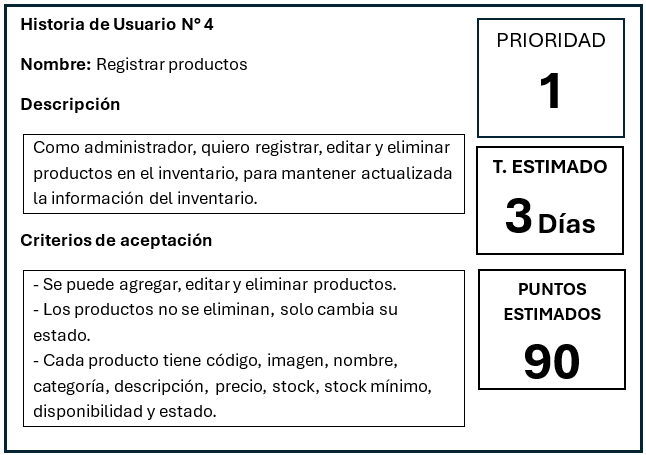 Historia de Usuario N° 4
Nombre: Registrar productos
Descripción
Como administrador, quiero registrar, editar y eliminar
productos en el inventario, para mantener actualizada
la información del inventario.
Criterios de aceptación
- Se puede agregar, editar y eliminar productos.
- Los productos no se eliminan, solo cambia su
estado.
- Cada producto tiene código, imagen, nombre,
categoría, descripción, precio, stock, stock mínimo,
disponibilidad y estado.
PRIORIDAD
1
T. ESTIMADO
3 Días
PUNTOS
ESTIMADOS
90